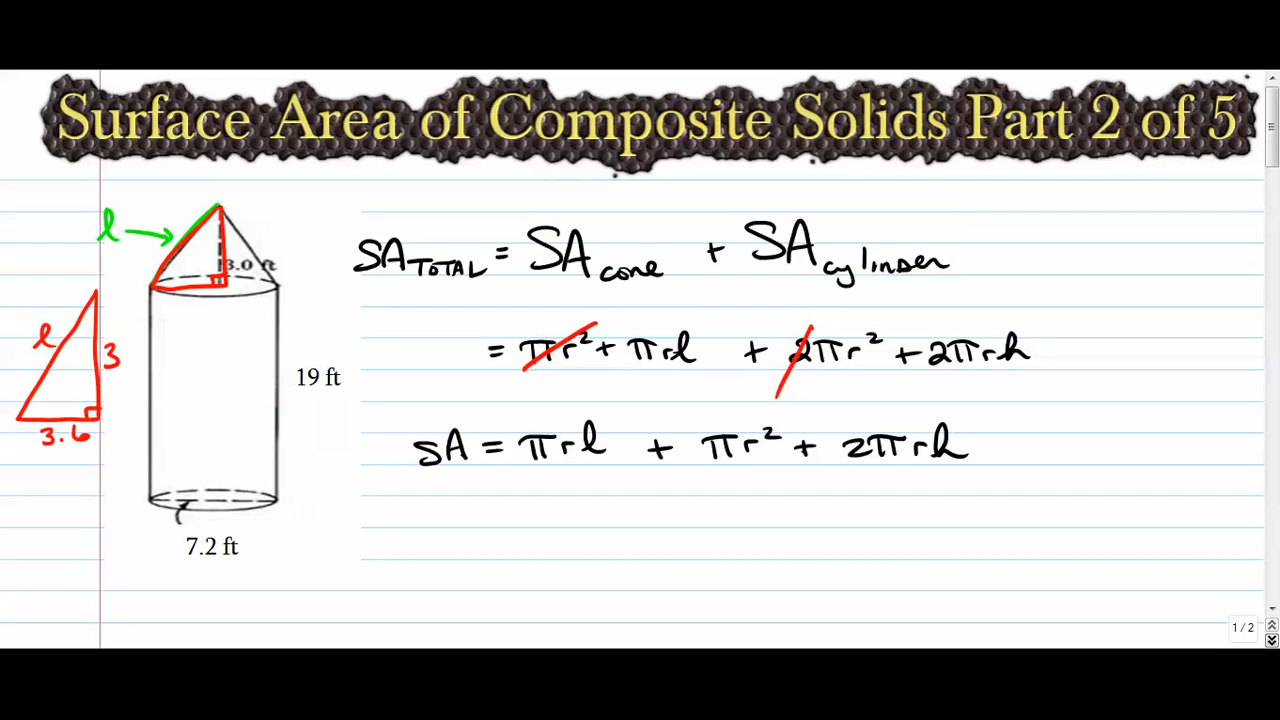 Surface Area of Composite Solids Part 2 of 5
l
3.0 ft
SA_TOTAL = SA_cone + SA_cylinder
l
3
3.6
= πr² + πrl + 2πr² + 2πrh
19 ft
SA = πrl + πr² + 2πrh
7.2 ft
1 / 2